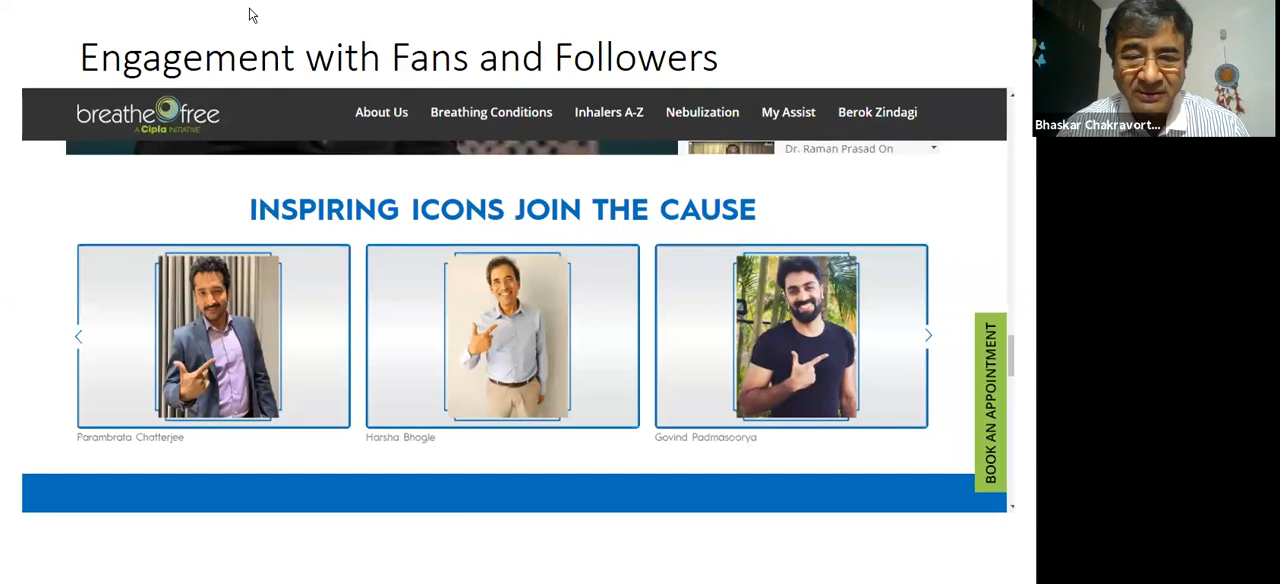 Engagement with Fans and Followers
breathe free
A Cipla INITIATIVE
About Us Breathing Conditions Inhalers A-Z Nebulization My Assist Berok Zindagi
Dr. Raman Prasad On
INSPIRING ICONS JOIN THE CAUSE
Parambrata Chatterjee Harsha Bhogle Govind Padmasoorya
BOOK AN APPOINTMENT
Bhaskar Chakravort...